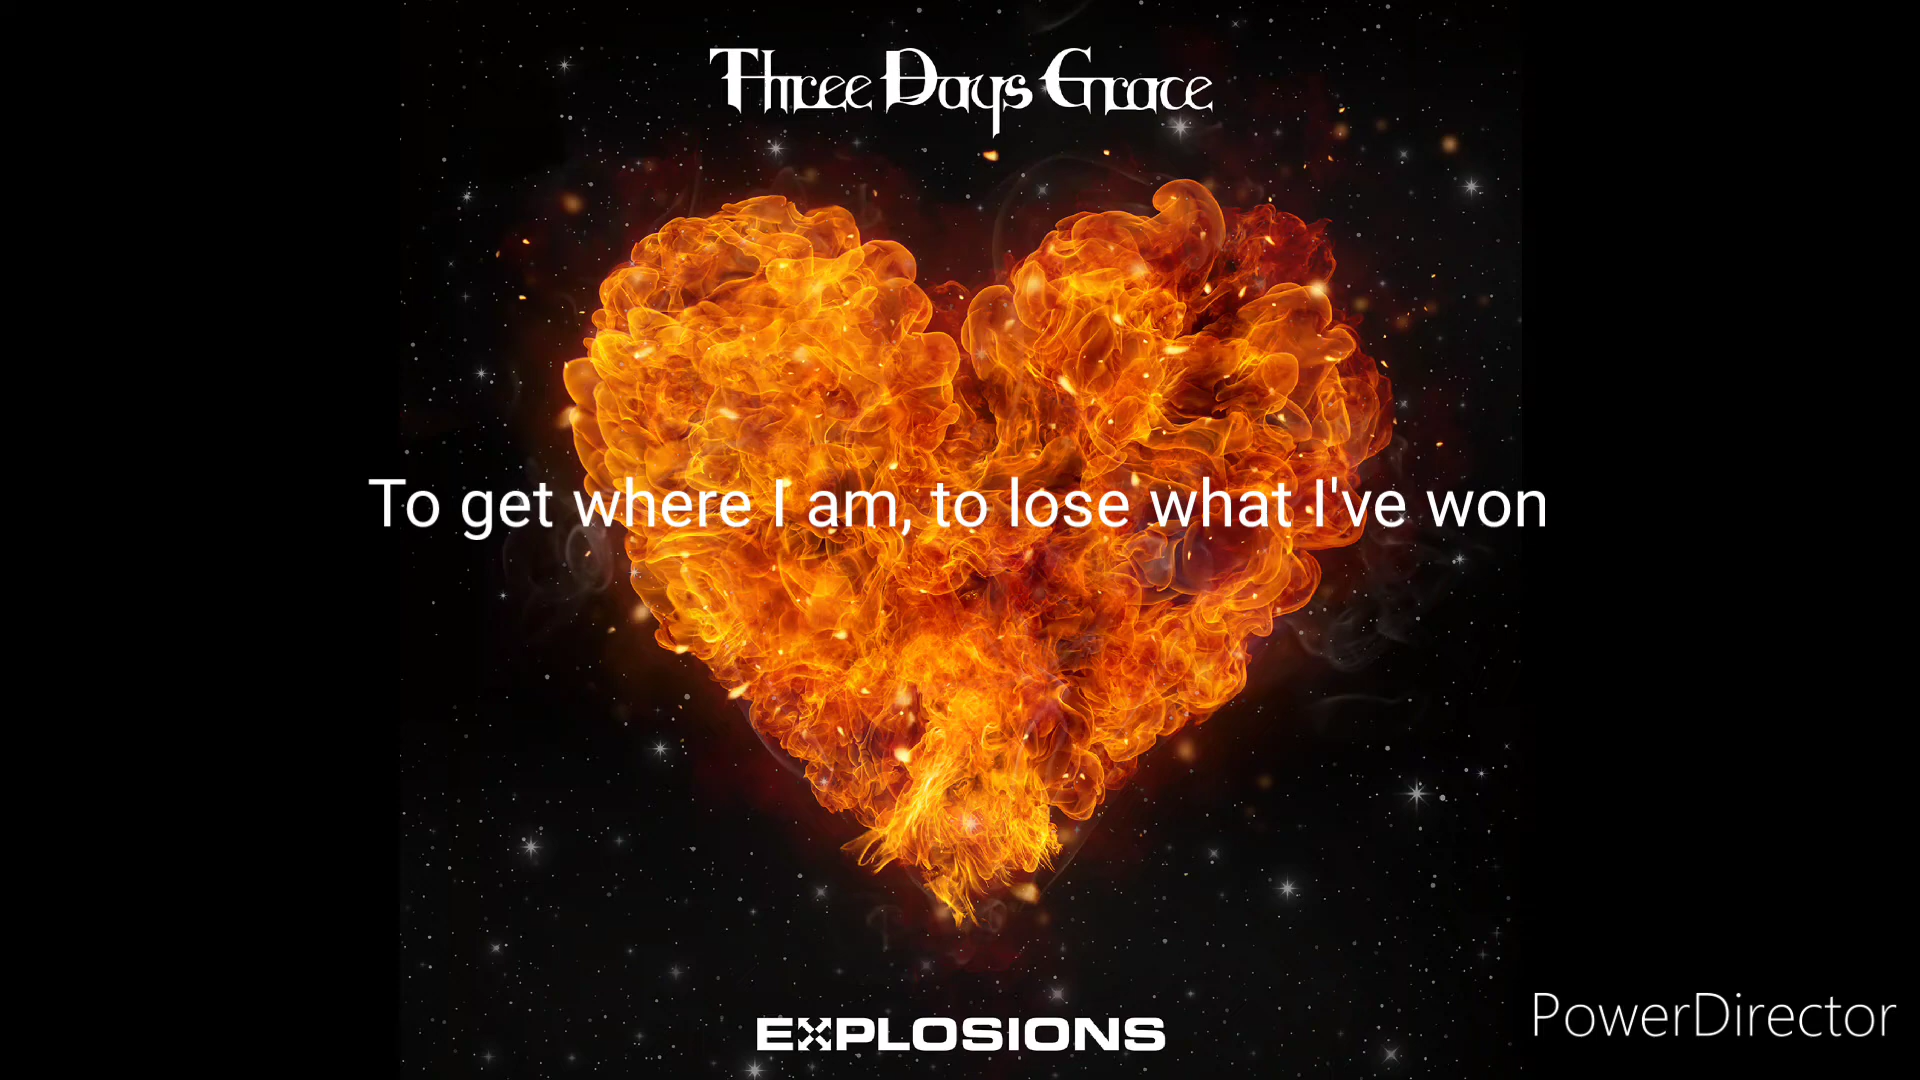 Three Days Grace
To get where I am, to lose what I've won
EXPLOSIONS
PowerDirector